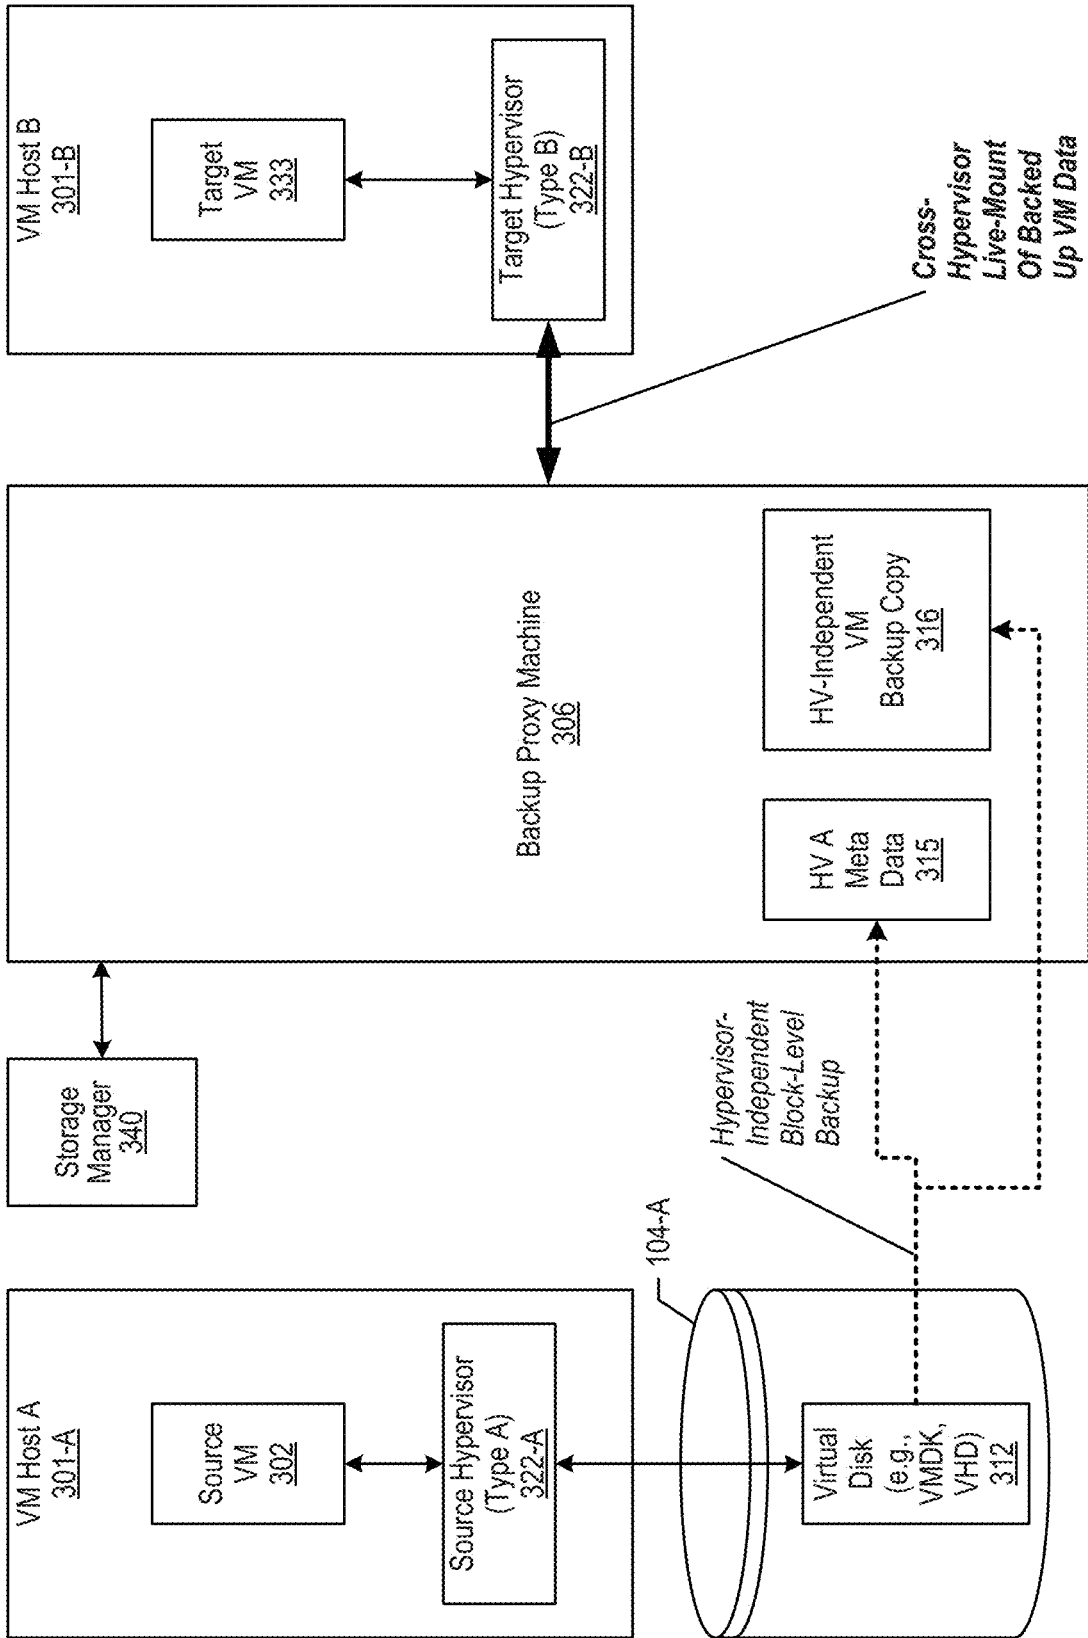 VM Host A
301-A
Source
VM
302
Source Hypervisor
(Type A)
322-A
104-A
Virtual
Disk
(e.g.,
VMDK,
VHD)
312
Storage
Manager
340
Hypervisor-
Independent
Block-Level
Backup
Backup Proxy Machine
306
HV A
Meta
Data
315
HV-Independent
VM
Backup Copy
316
VM Host B
301-B
Target
VM
333
Target Hypervisor
(Type B)
322-B
Cross-
Hypervisor
Live-Mount
Of Backed
Up VM Data